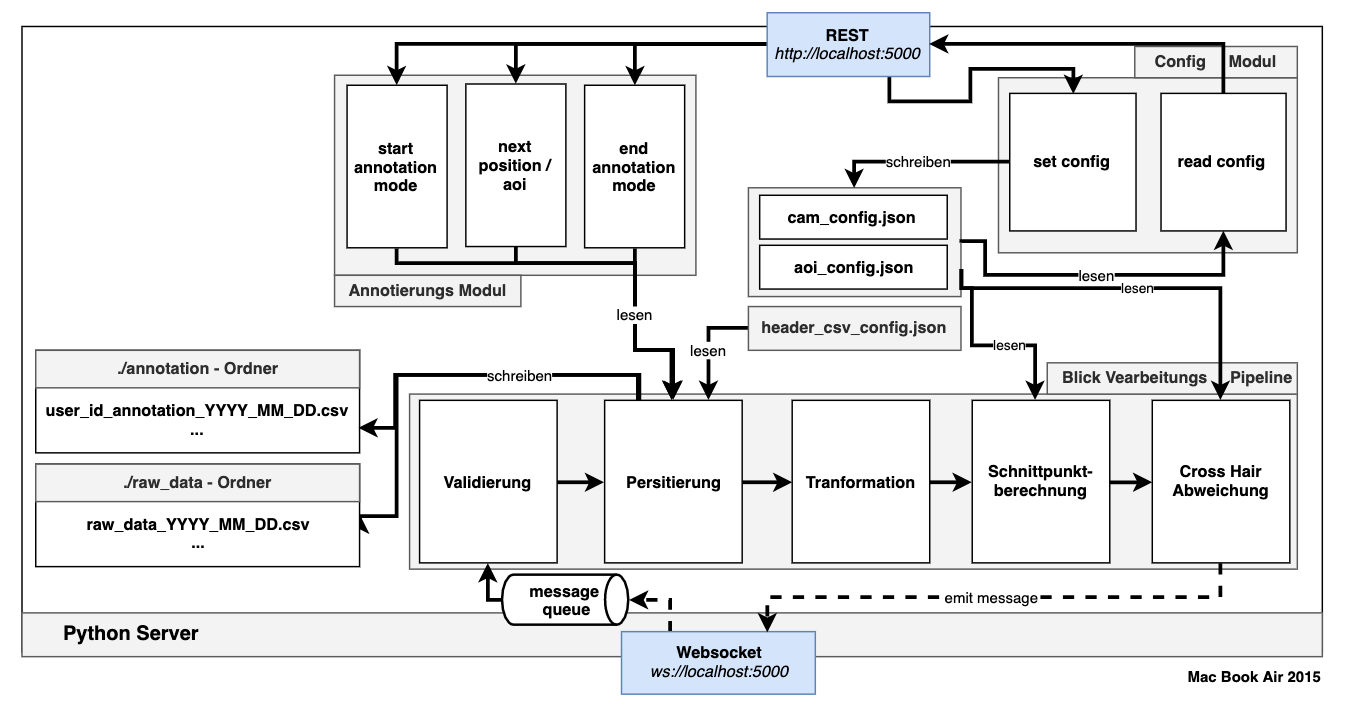 REST
http://localhost:5000
Config Modul
start
annotation
mode
next
position /
aoi
end
annotation
mode
set config
read config
schreiben
cam_config.json
aoi_config.json
lesen
lesen
Annotierungs Modul
lesen
header_csv_config.json
lesen
lesen
./annotation - Ordner
user_id_annotation_YYYY_MM_DD.csv
...
schreiben
Blick Vearbeitungs Pipeline
./raw_data - Ordner
raw_data_YYYY_MM_DD.csv
...
Validierung
Persitierung
Tranformation
Schnittpunkt-
berechnung
Cross Hair
Abweichung
message
queue
emit message
Python Server
Websocket
ws://localhost:5000
Mac Book Air 2015